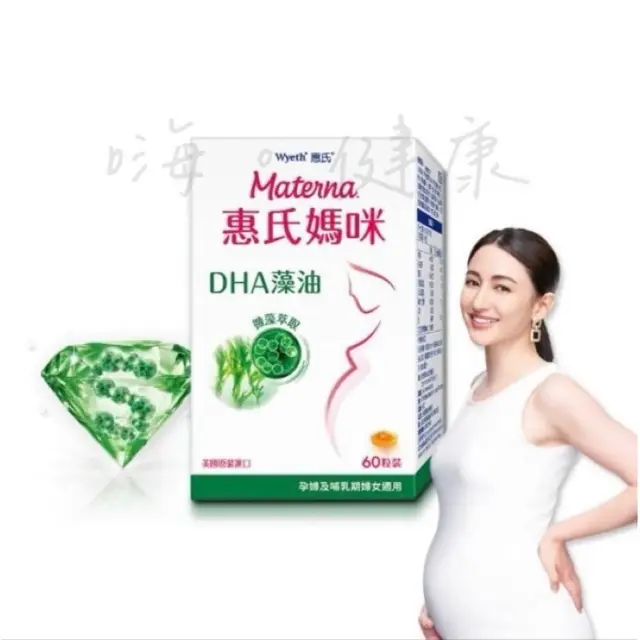 嗨。健康
Wyeth® 惠氏®
Materna®
惠氏媽咪
DHA藻油
微藻萃取
美國原裝進口
60粒裝
孕婦及哺乳期婦女適用